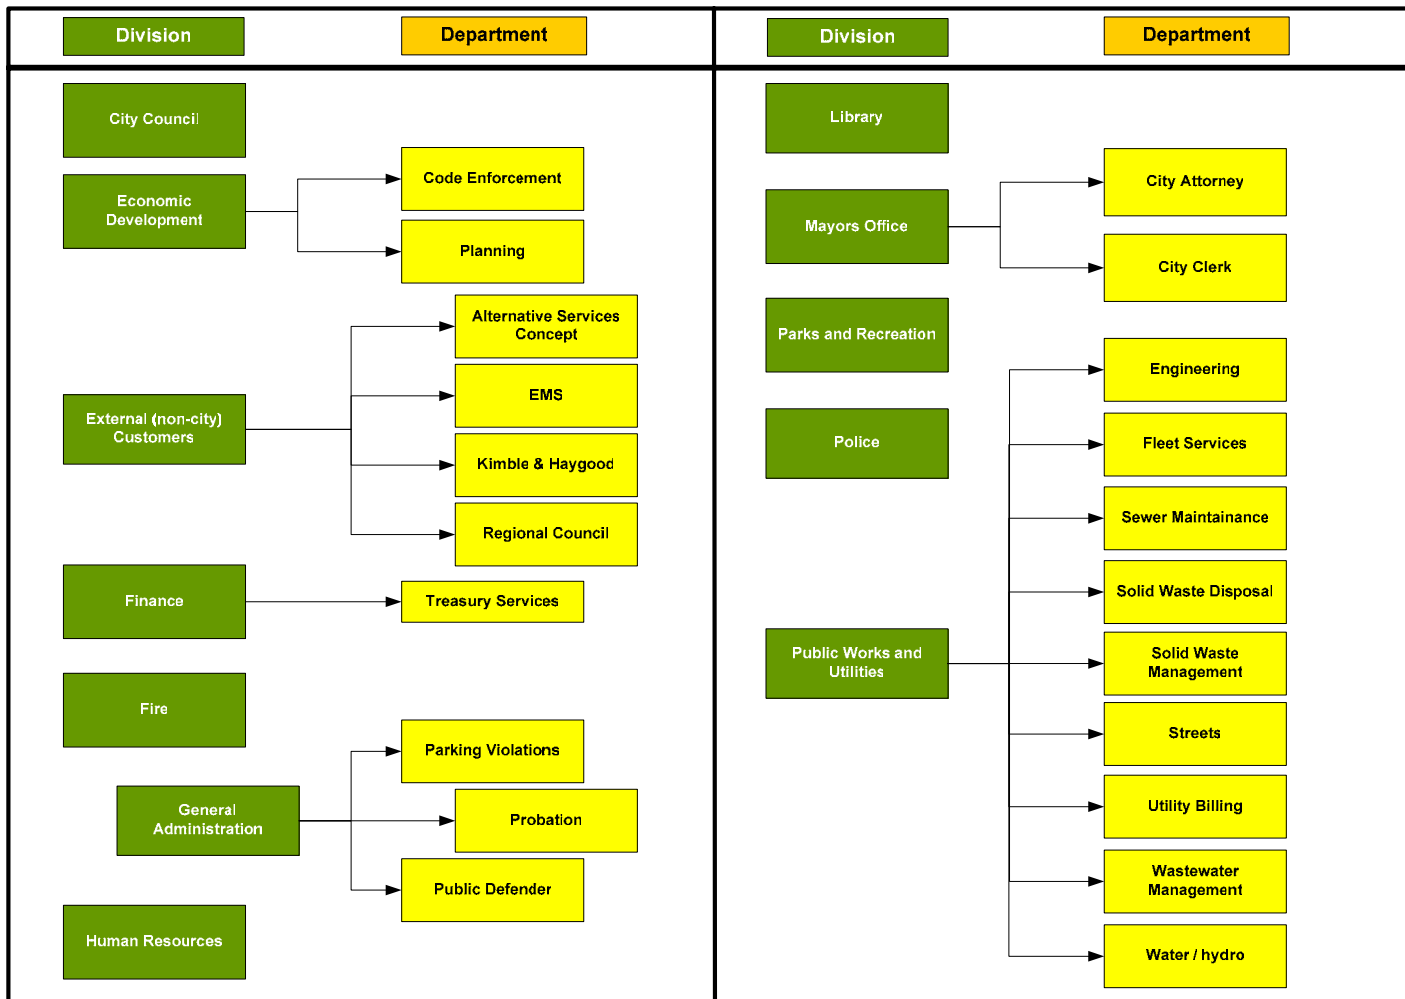 Division
Department
City Council
Economic
Development
Code Enforcement
Planning
External (non-city)
Customers
Alternative Services
Concept
EMS
Kimble & Haygood
Regional Council
Finance
Treasury Services
Fire
General
Administration
Parking Violations
Probation
Public Defender
Human Resources
Division
Department
Library
Mayors Office
City Attorney
City Clerk
Parks and Recreation
Police
Public Works and
Utilities
Engineering
Fleet Services
Sewer Maintainance
Solid Waste Disposal
Solid Waste
Management
Streets
Utility Billing
Wastewater
Management
Water / hydro